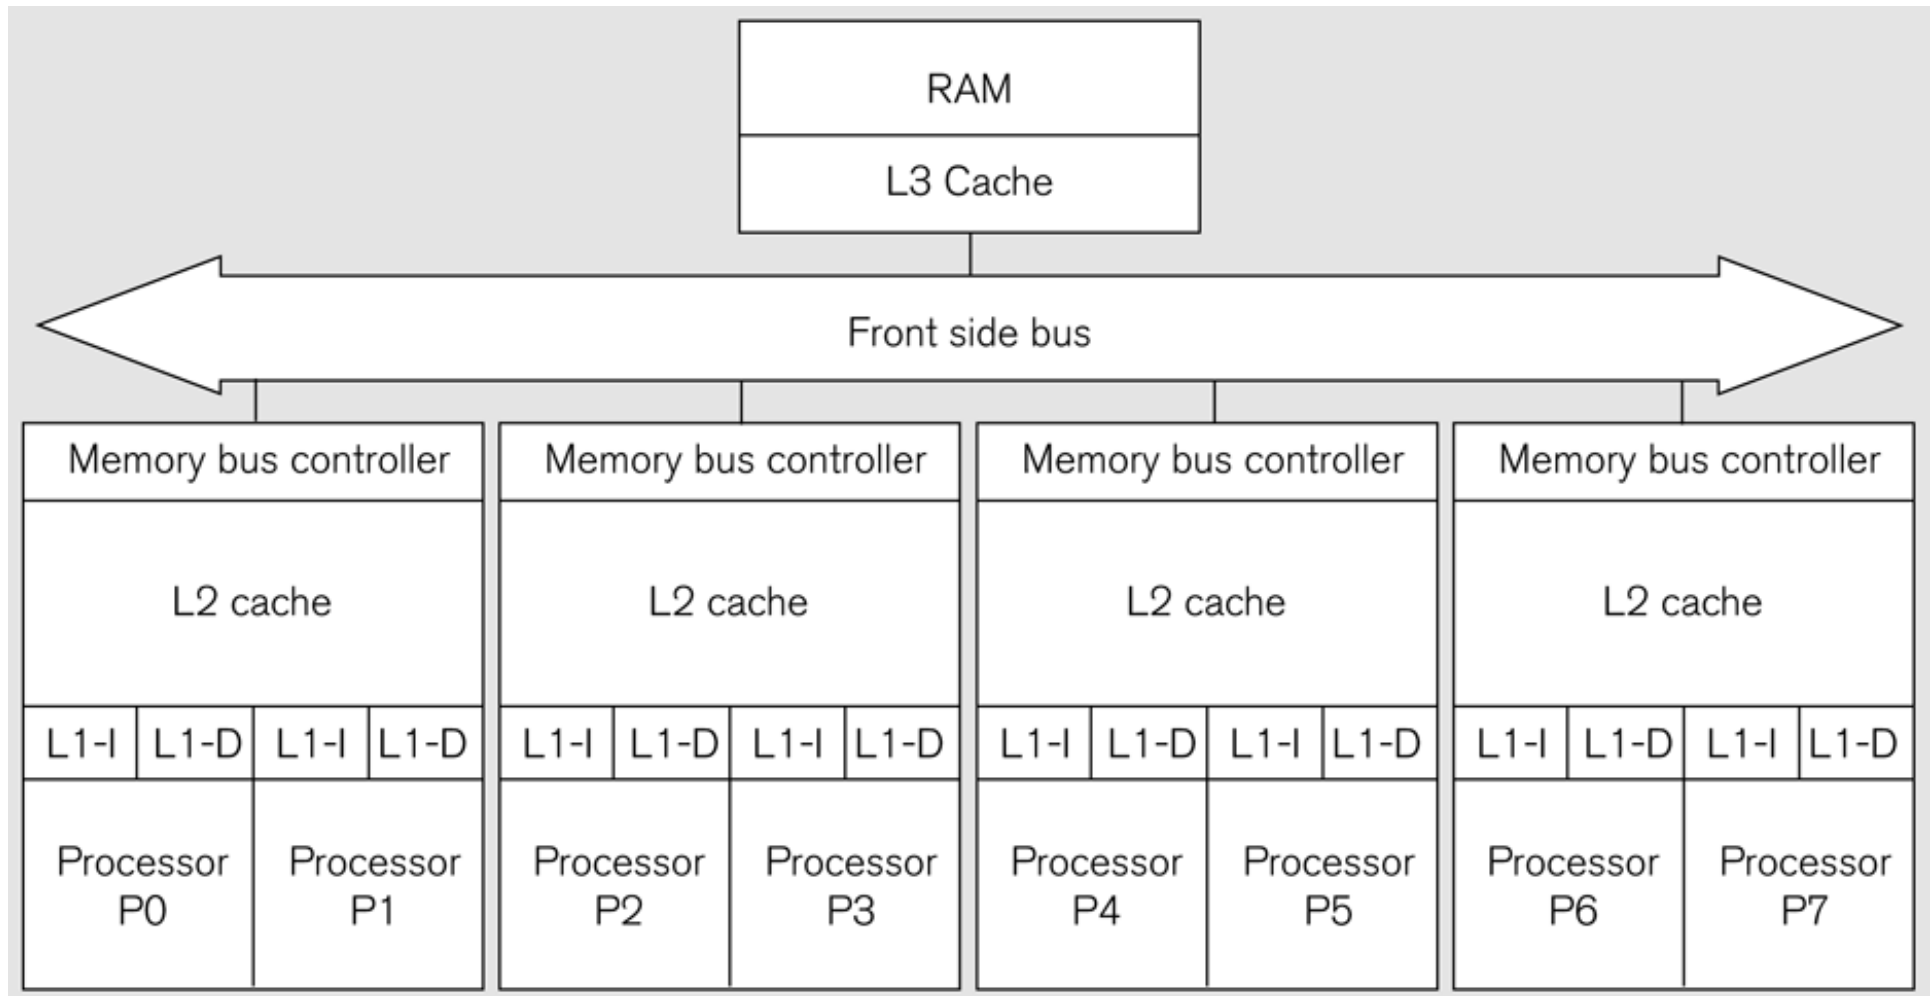 RAM
L3 Cache
Front side bus
Memory bus controller
Memory bus controller
Memory bus controller
Memory bus controller
L2 cache
L2 cache
L2 cache
L2 cache
L1-I
L1-D
L1-I
L1-D
L1-I
L1-D
L1-I
L1-D
L1-I
L1-D
L1-I
L1-D
L1-I
L1-D
L1-I
L1-D
Processor
P0
Processor
P1
Processor
P2
Processor
P3
Processor
P4
Processor
P5
Processor
P6
Processor
P7